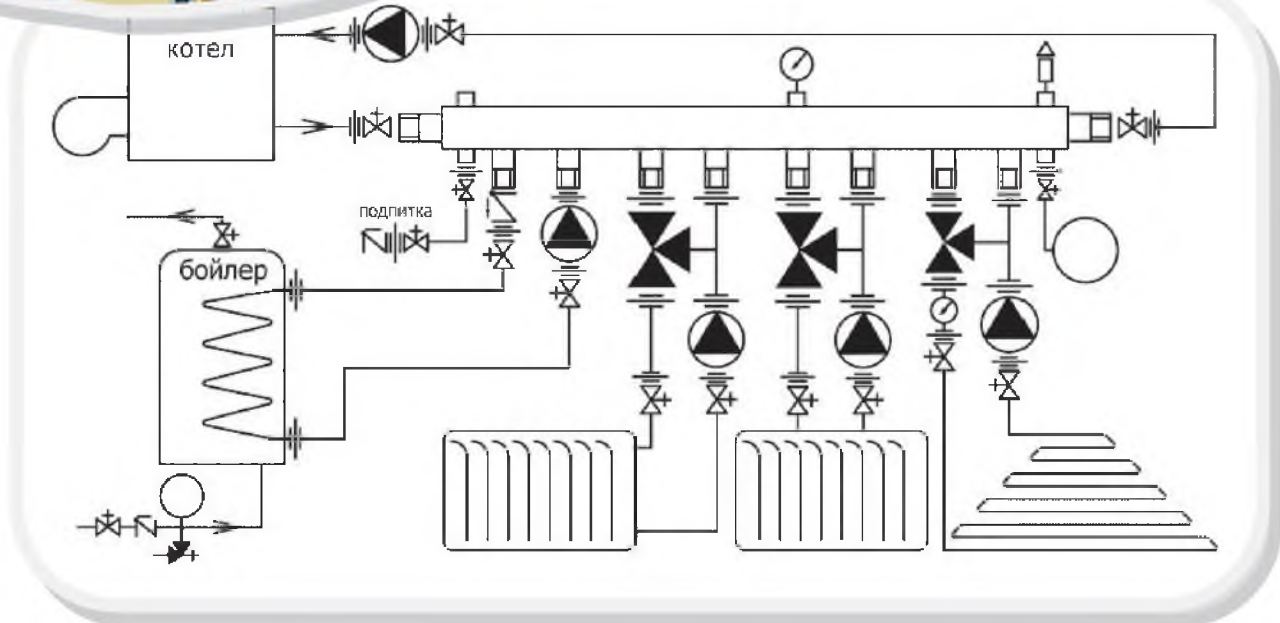 котел
подпитка
бойлер